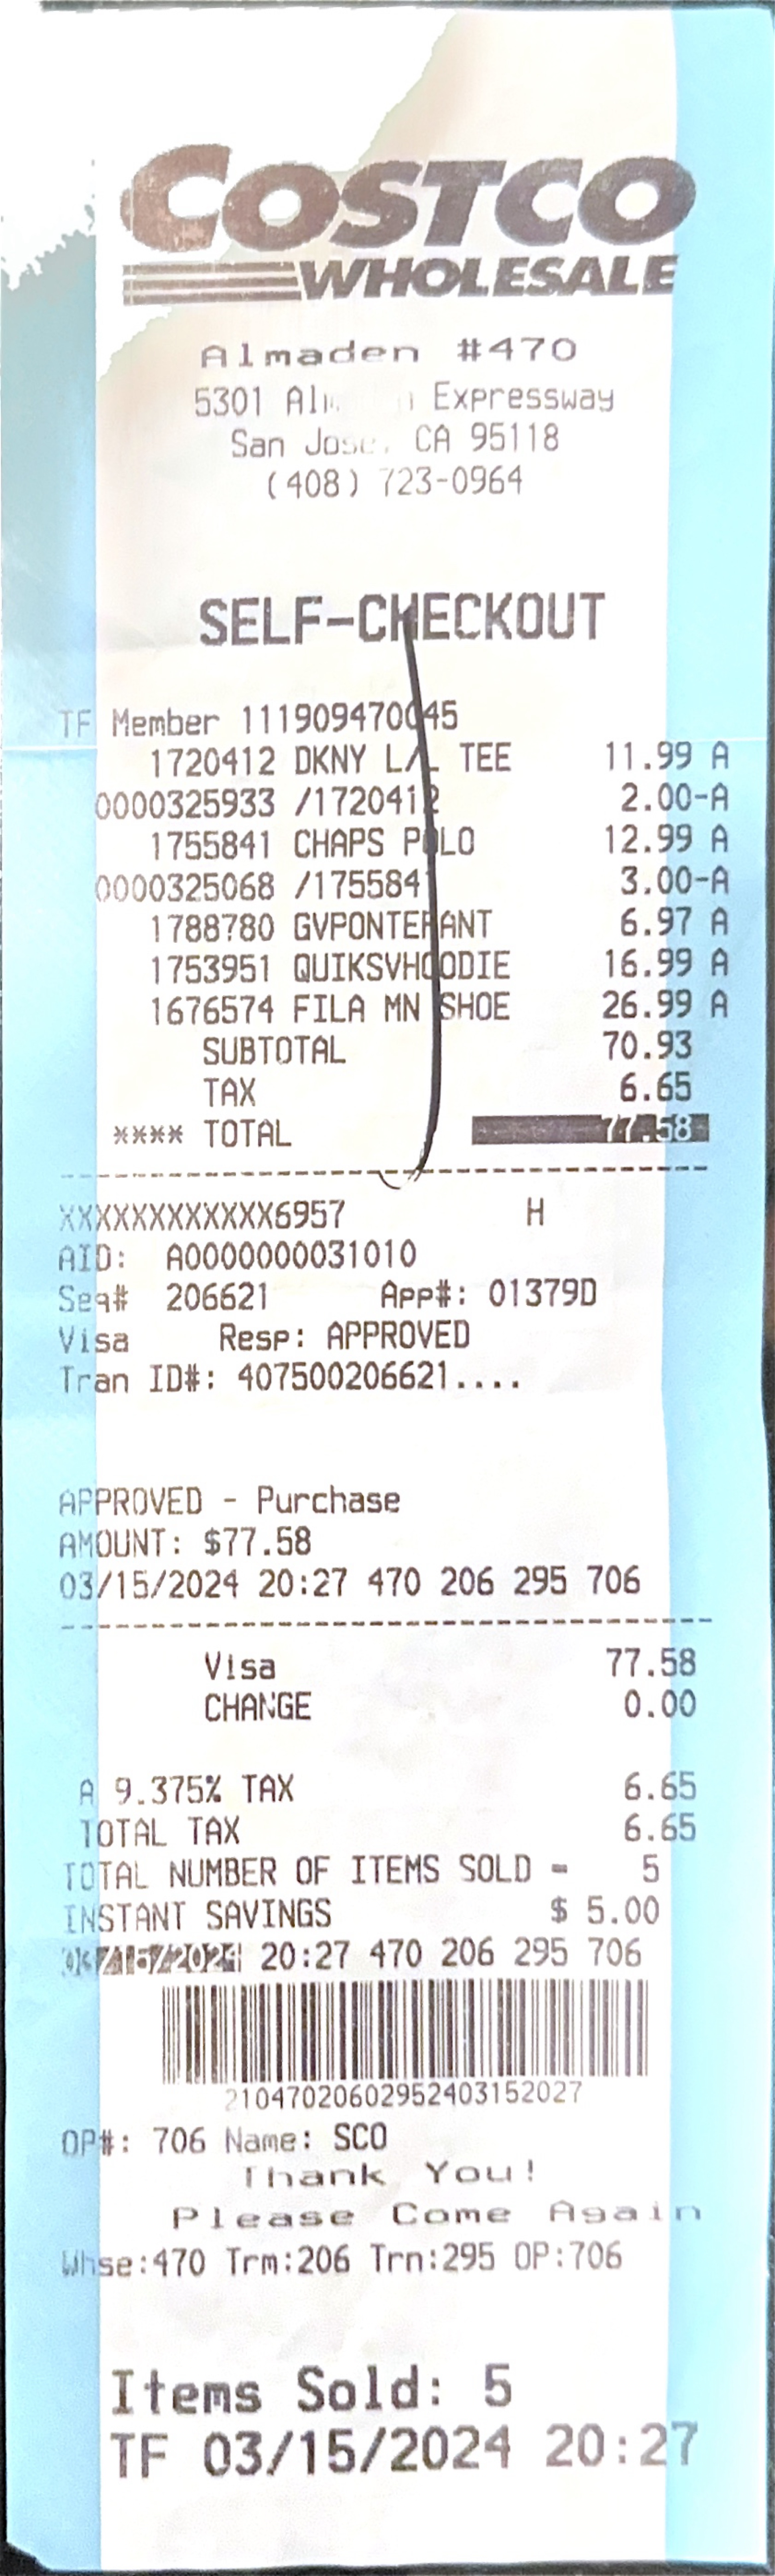 COSTCO
WHOLESALE
Almaden #470
5301 Expressway
San Jose, CA 95118
(408) 723-0964
SELF-CHECKOUT
TF Member 111909470045
1720412 DKNY L/L TEE 11.99 A
0000325933 /1720412 2.00-A
1755841 CHAPS POLO 12.99 A
0000325068 /1755841 3.00-A
1788780 GVPONTEPANT 6.97 A
1753951 QUIKSVHOODIE 16.99 A
1676574 FILA MN SHOE 26.99 A
SUBTOTAL 70.93
TAX 6.65
**** TOTAL 77.58
XXXXXXXXXXXX6957 H
AID: A0000000031010
Seq# 206621 App#: 01379D
Visa Resp: APPROVED
Tran ID#: 407500206621....
APPROVED - Purchase
AMOUNT: $77.58
03/15/2024 20:27 470 206 295 706
Visa 77.58
CHANGE 0.00
A 9.375% TAX 6.65
TOTAL TAX 6.65
TOTAL NUMBER OF ITEMS SOLD = 5
INSTANT SAVINGS $ 5.00
20:27 470 206 295 706
21047020602952403152027
OP#: 706 Name: SCO
Thank You!
Please Come Again
Whse:470 Trm:206 Trn:295 OP:706
Items Sold: 5
TF 03/15/2024 20:27